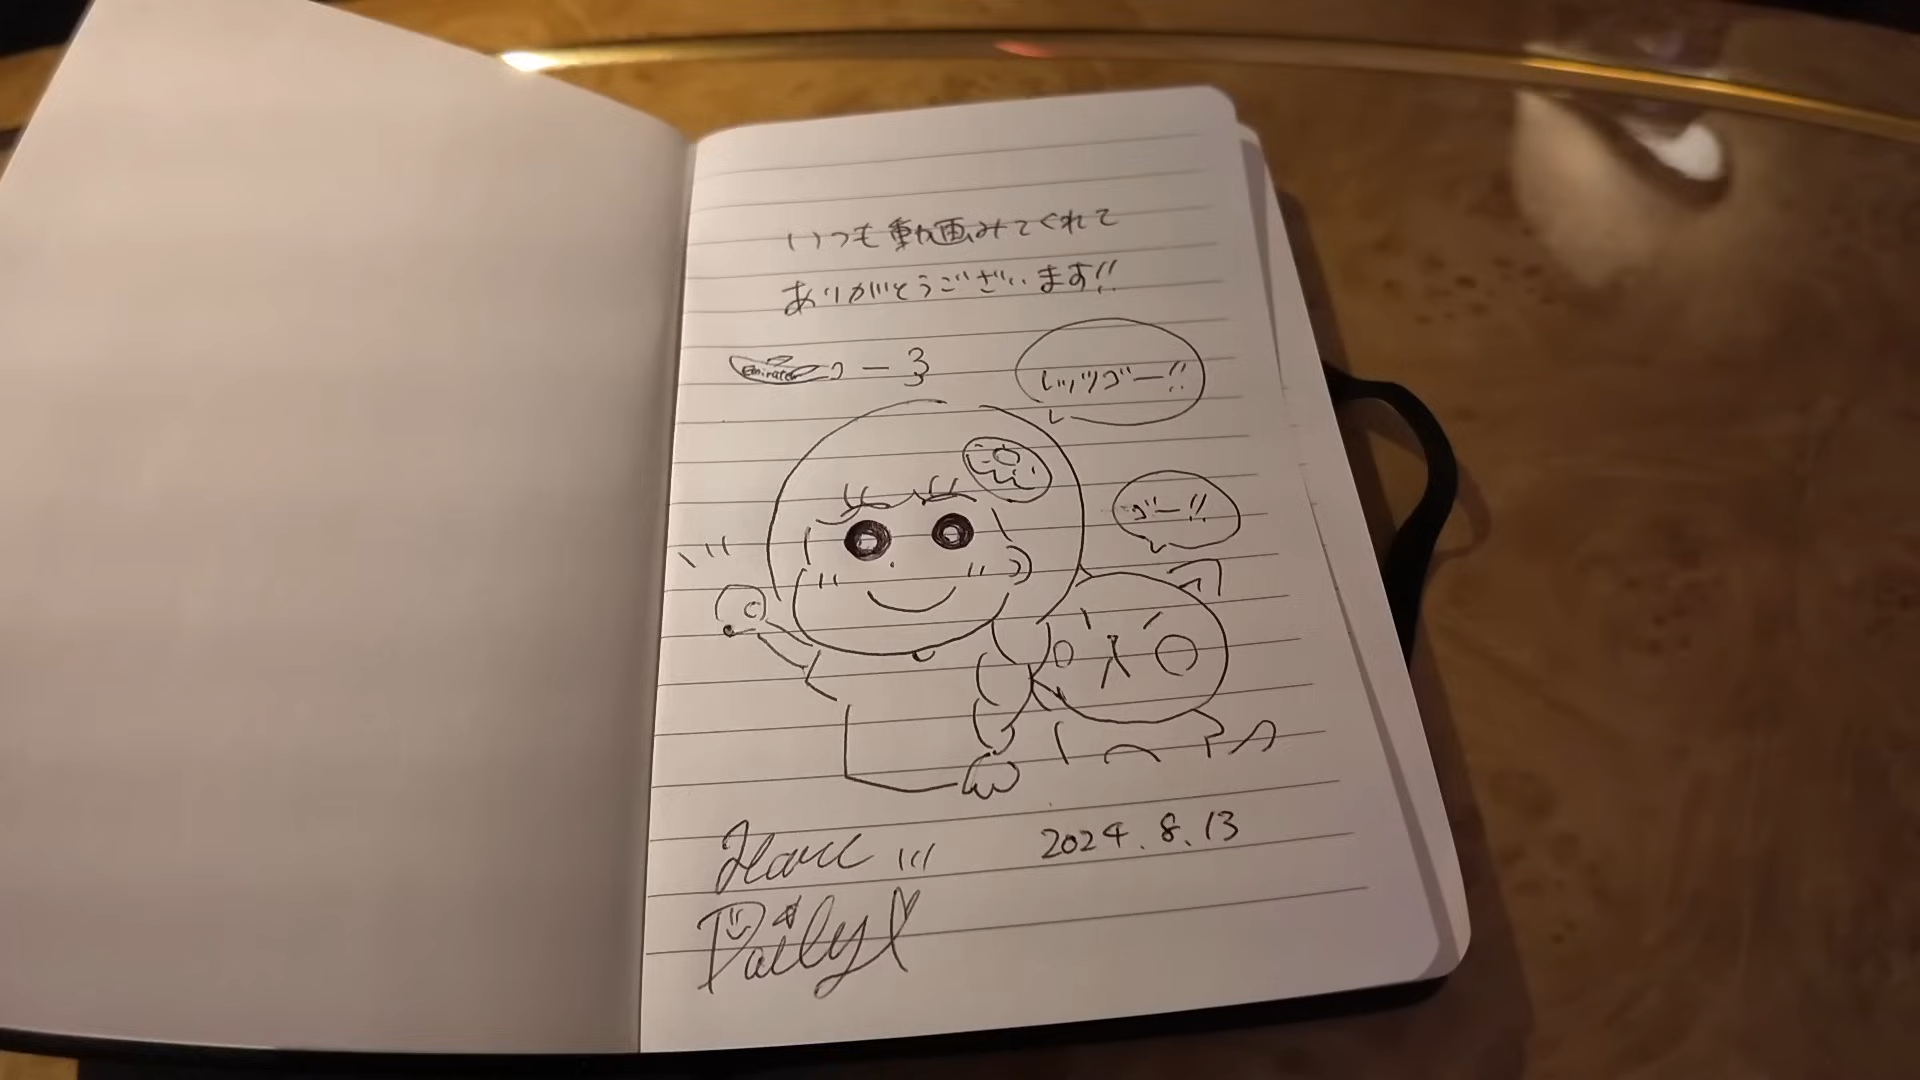 いつも動画みてくれて
ありがとうございます!!
Emirates
レッツゴー!!
ゴー!!
2024.8.13
Daily